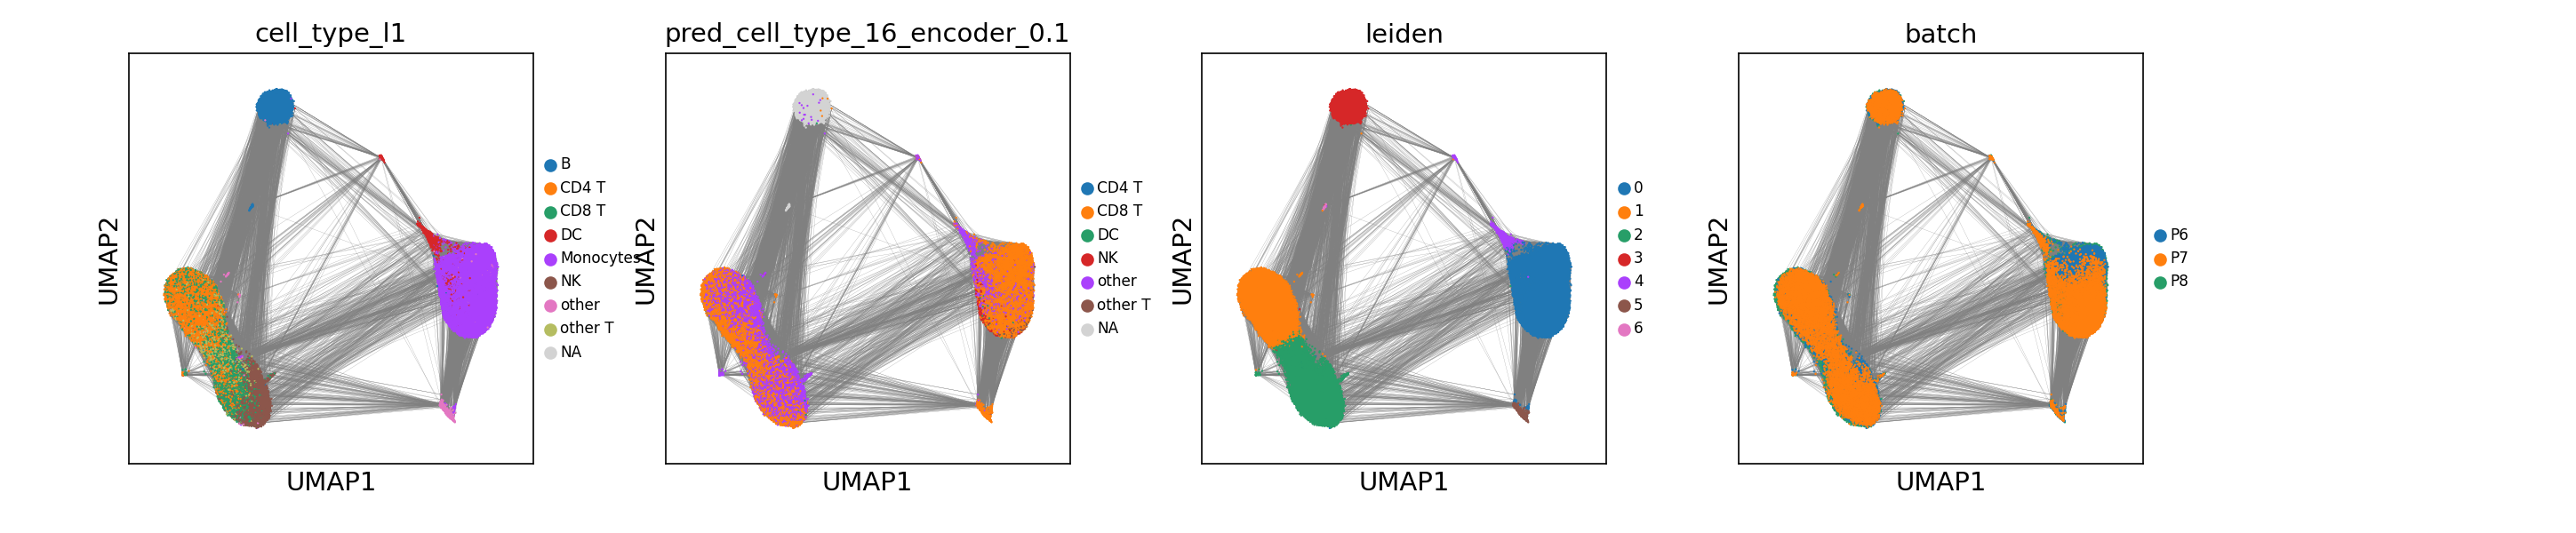 cell_type_l1
UMAP2
UMAP1
B
CD4 T
CD8 T
DC
Monocytes
NK
other
other T
NA
pred_cell_type_16_encoder_0.1
UMAP2
UMAP1
CD4 T
CD8 T
DC
NK
other
other T
NA
leiden
UMAP2
UMAP1
0
1
2
3
4
5
6
batch
UMAP2
UMAP1
P6
P7
P8